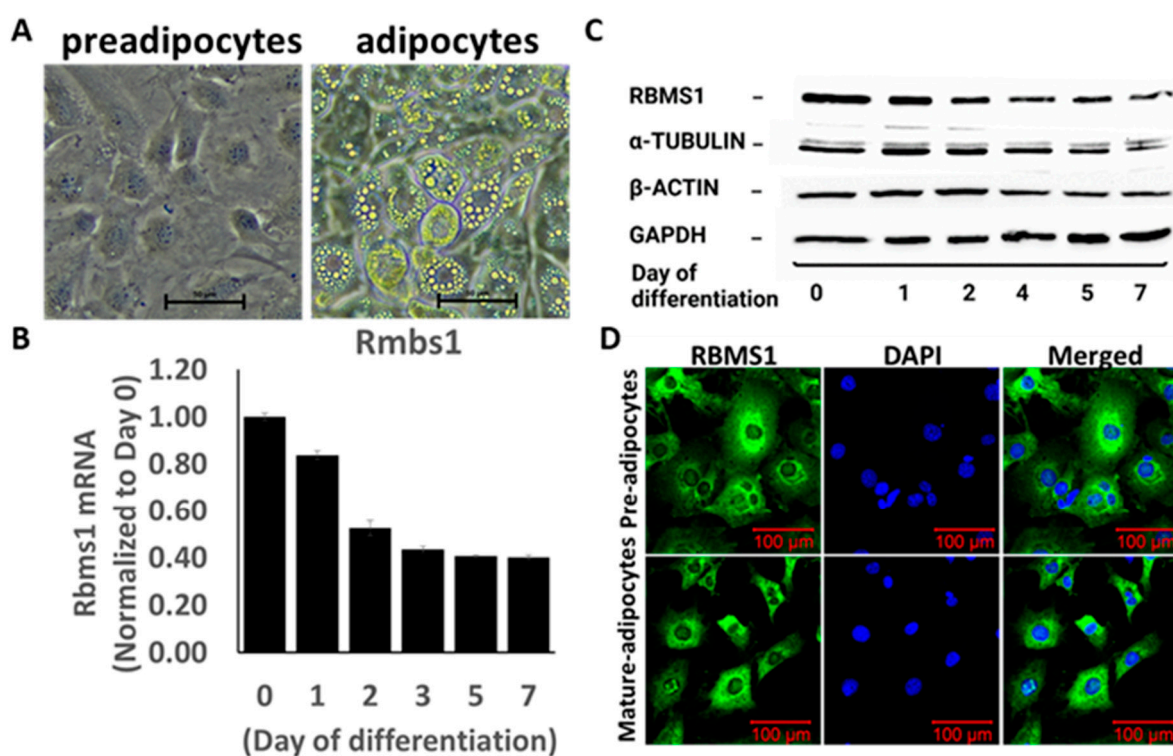 A
preadipocytes
adipocytes
50 µm
B
Rmbs1
Rbms1 mRNA
(Normalized to Day 0)
1.20
1.00
0.80
0.60
0.40
0.20
0.00
0 1 2 3 5 7
(Day of differentiation)
C
RBMS1 -
α-TUBULIN
β-ACTIN -
GAPDH -
Day of
differentiation
0 1 2 4 5 7
D
RBMS1 DAPI Merged
Pre-adipocytes
100 µm 100 µm 100 µm
Mature-adipocytes
100 µm 100 µm 100 µm